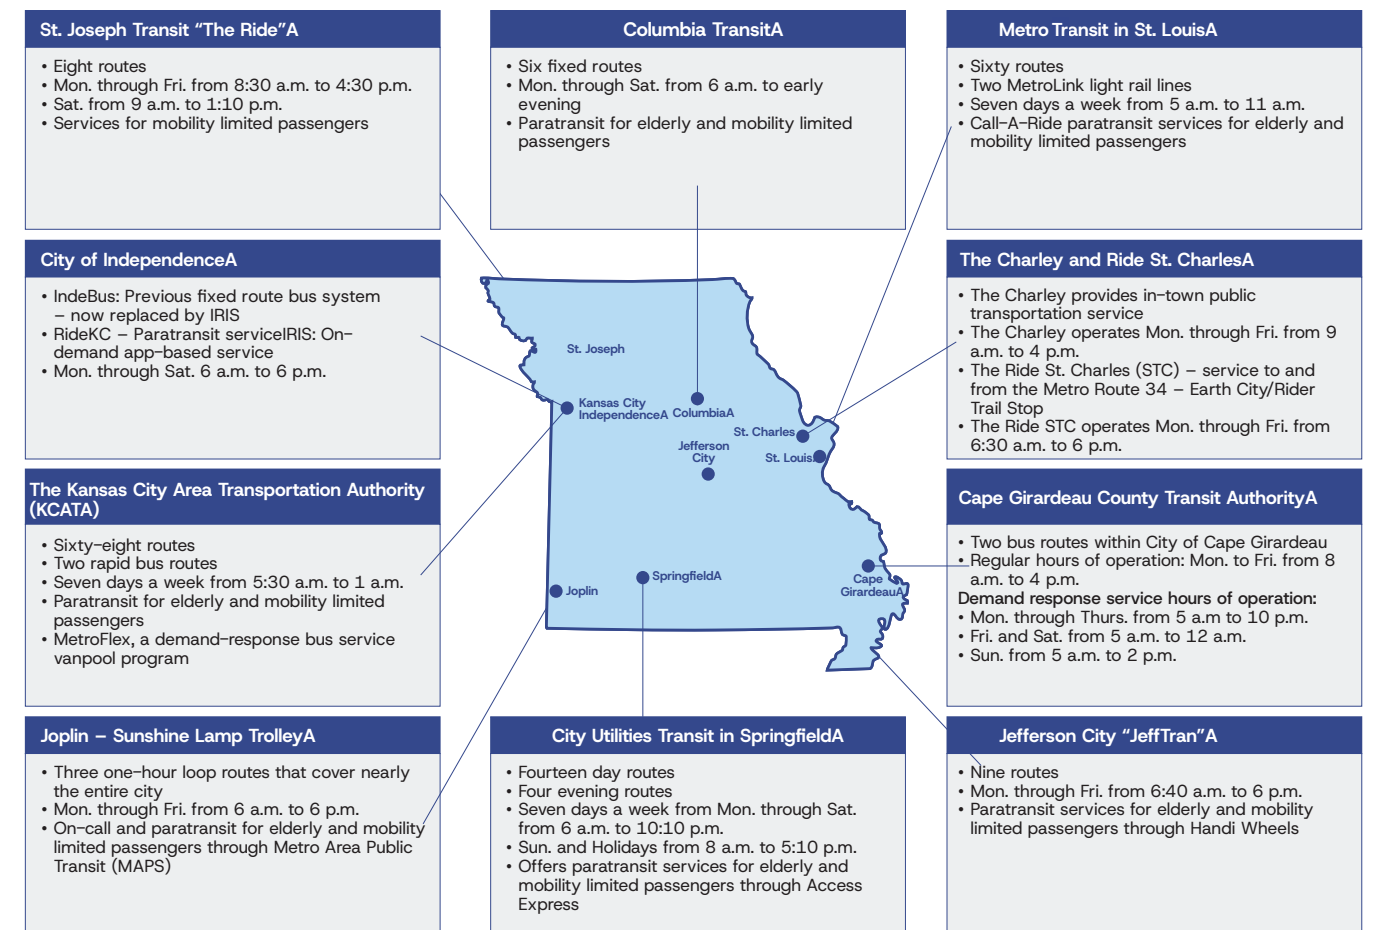 St. Joseph Transit “The Ride”A
• Eight routes
• Mon. through Fri. from 8:30 a.m. to 4:30 p.m.
• Sat. from 9 a.m. to 1:10 p.m.
• Services for mobility limited passengers
Columbia TransitA
• Six fixed routes
• Mon. through Sat. from 6 a.m. to early
evening
• Paratransit for elderly and mobility limited
passengers
Metro Transit in St. LouisA
• Sixty routes
• Two MetroLink light rail lines
• Seven days a week from 5 a.m. to 11 a.m.
• Call-A-Ride paratransit services for elderly and
mobility limited passengers
City of IndependenceA
• IndeBus: Previous fixed route bus system
– now replaced by IRIS
• RideKC – Paratransit serviceIRIS: On-
demand app-based service
• Mon. through Sat. 6 a.m. to 6 p.m.
The Charley and Ride St. CharlesA
• The Charley provides in-town public
transportation service
• The Charley operates Mon. through Fri. from 9
a.m. to 4 p.m.
• The Ride St. Charles (STC) – service to and
from the Metro Route 34 – Earth City/Rider
Trail Stop
• The Ride STC operates Mon. through Fri. from
6:30 a.m. to 6 p.m.
St. Joseph
Kansas City
IndependenceA
ColumbiaA
St. Charles
Jefferson
City
St. Louis
SpringfieldA
Joplin
Cape
GirardeauA
The Kansas City Area Transportation Authority
(KCATA)
• Sixty-eight routes
• Two rapid bus routes
• Seven days a week from 5:30 a.m. to 1 a.m.
• Paratransit for elderly and mobility limited
passengers
• MetroFlex, a demand-response bus service
vanpool program
Cape Girardeau County Transit AuthorityA
• Two bus routes within City of Cape Girardeau
• Regular hours of operation: Mon. to Fri. from 8
a.m. to 4 p.m.
Demand response service hours of operation:
• Mon. through Thurs. from 5 a.m to 10 p.m.
• Fri. and Sat. from 5 a.m. to 12 a.m.
• Sun. from 5 a.m. to 2 p.m.
Joplin – Sunshine Lamp TrolleyA
• Three one-hour loop routes that cover nearly
the entire city
• Mon. through Fri. from 6 a.m. to 6 p.m.
• On-call and paratransit for elderly and mobility
limited passengers through Metro Area Public
Transit (MAPS)
City Utilities Transit in SpringfieldA
• Fourteen day routes
• Four evening routes
• Seven days a week from Mon. through Sat.
from 6 a.m. to 10:10 p.m.
• Sun. and Holidays from 8 a.m. to 5:10 p.m.
• Offers paratransit services for elderly and
mobility limited passengers through Access
Express
Jefferson City “JeffTran”A
• Nine routes
• Mon. through Fri. from 6:40 a.m. to 6 p.m.
• Paratransit services for elderly and mobility
limited passengers through Handi Wheels